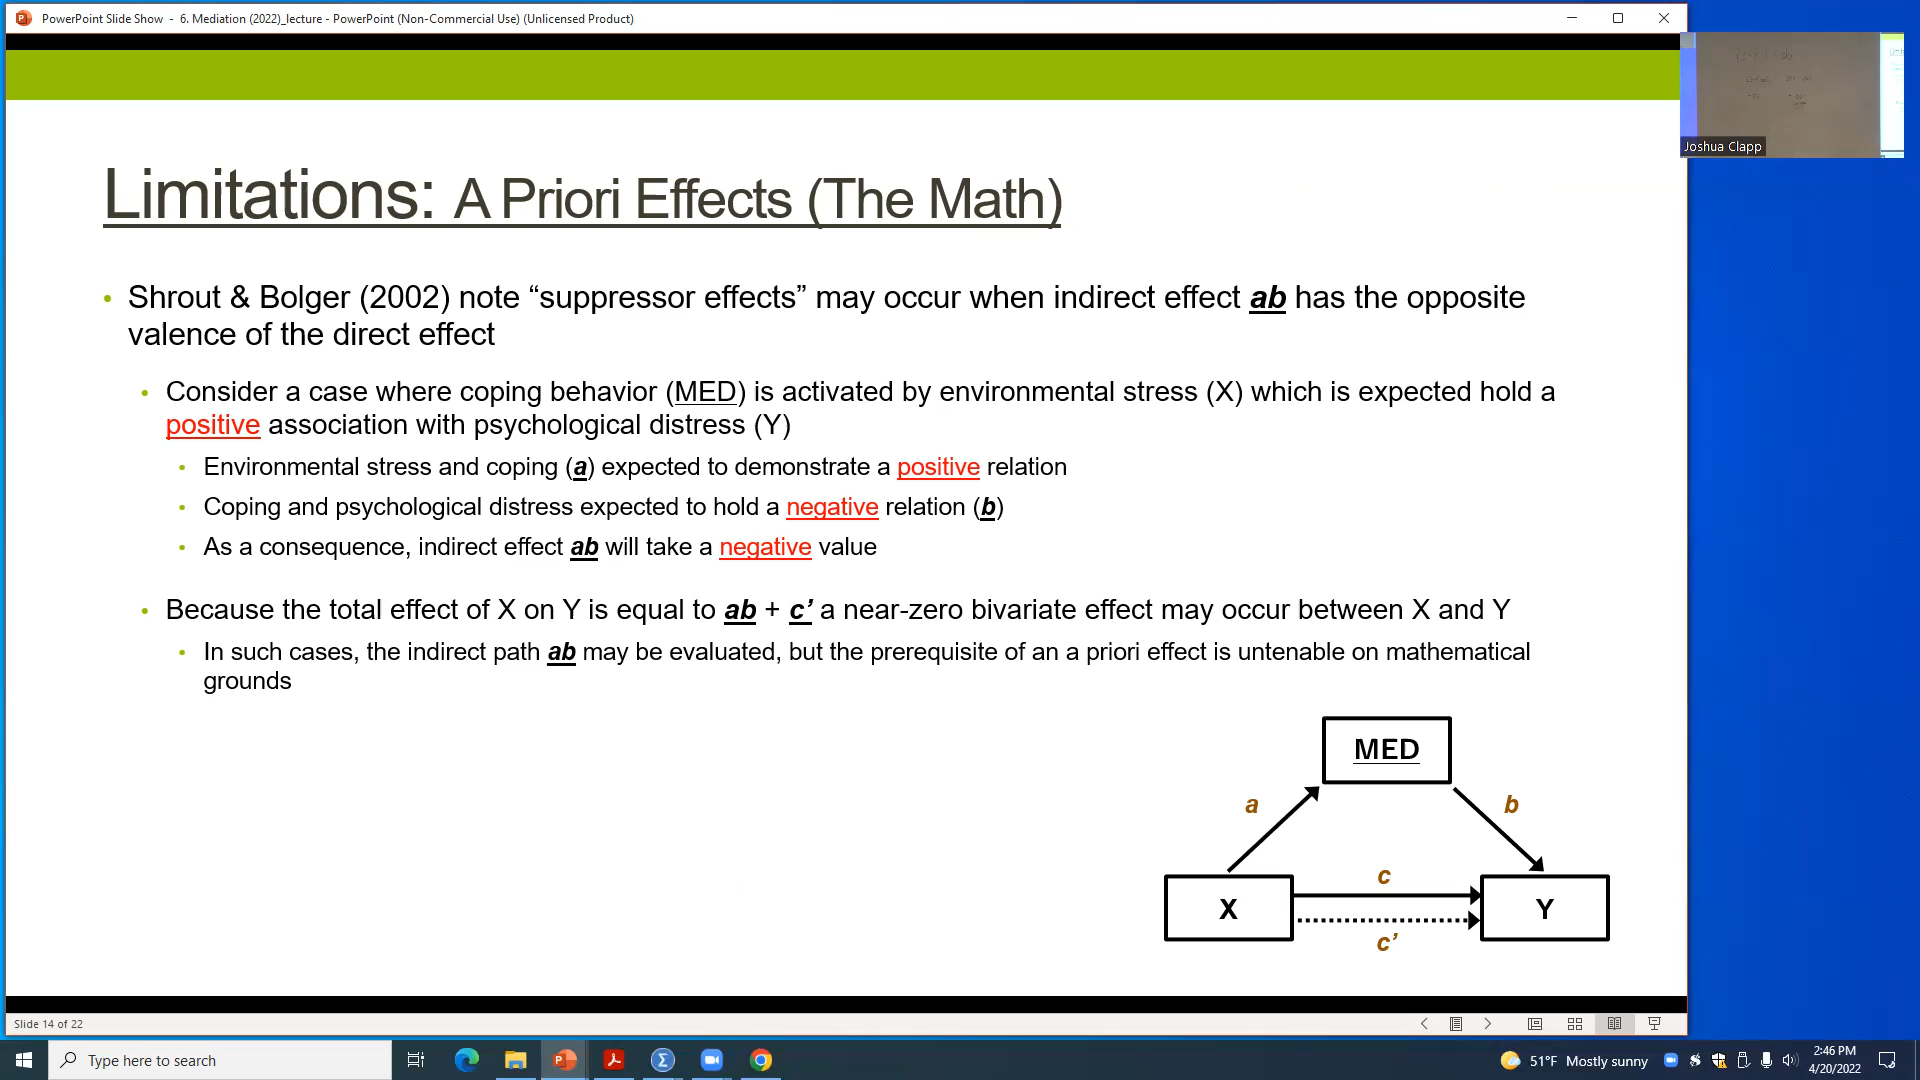 PowerPoint Slide Show - 6. Mediation (2022)_lecture - PowerPoint (Non-Commercial Use) (Unlicensed Product)
Joshua Clapp
Limitations: A Priori Effects (The Math)
• Shrout & Bolger (2002) note “suppressor effects” may occur when indirect effect ab has the opposite
valence of the direct effect
• Consider a case where coping behavior (MED) is activated by environmental stress (X) which is expected hold a
positive association with psychological distress (Y)
• Environmental stress and coping (a) expected to demonstrate a positive relation
• Coping and psychological distress expected to hold a negative relation (b)
• As a consequence, indirect effect ab will take a negative value
• Because the total effect of X on Y is equal to ab + c’ a near-zero bivariate effect may occur between X and Y
• In such cases, the indirect path ab may be evaluated, but the prerequisite of an a priori effect is untenable on mathematical
grounds
MED
a
b
c
X
Y
c’
Slide 14 of 22
Type here to search
51°F Mostly sunny
2:46 PM
4/20/2022